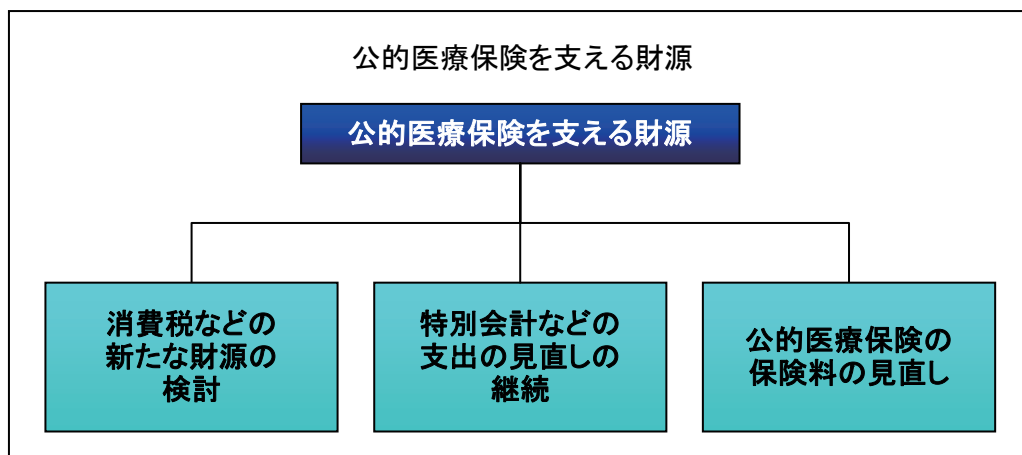 公的医療保険を支える財源
公的医療保険を支える財源
消費税などの
新たな財源の
検討
特別会計などの
支出の見直しの
継続
公的医療保険の
保険料の見直し